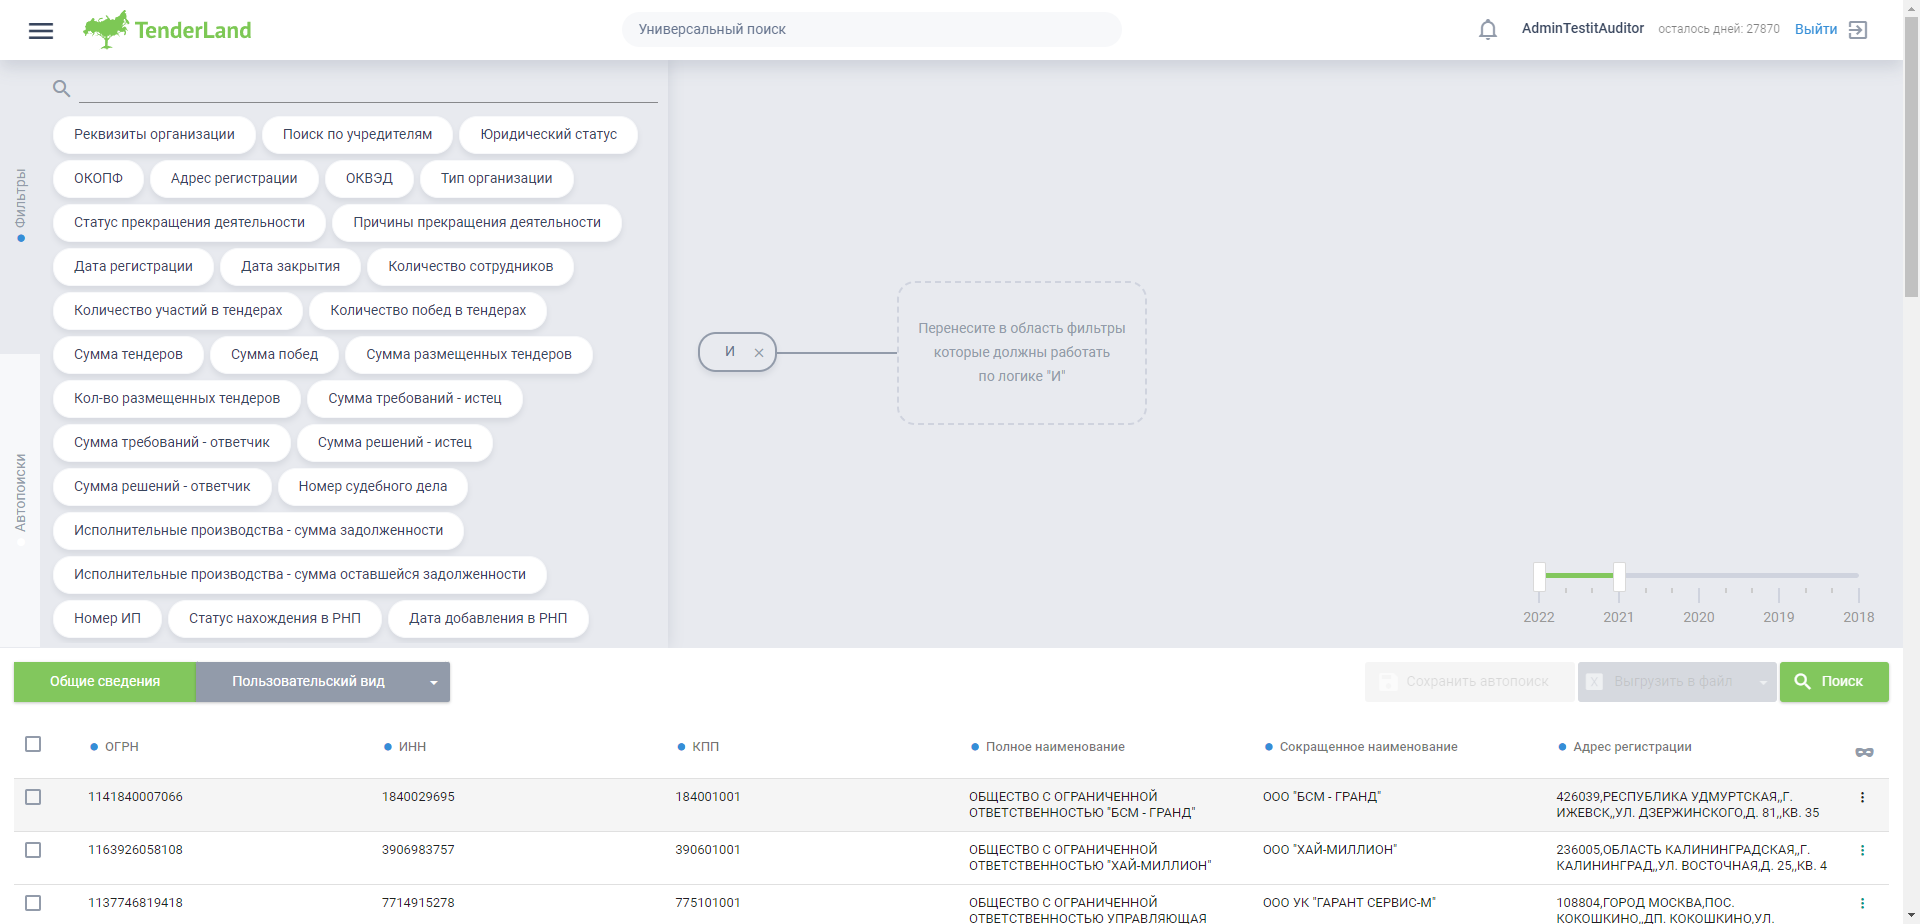 TenderLand
Универсальный поиск
AdminTestitAuditor
осталось дней: 27870
Выйти
Фильтры
Автопоиски
Реквизиты организации
Поиск по учредителям
Юридический статус
ОКОПФ
Адрес регистрации
ОКВЭД
Тип организации
Статус прекращения деятельности
Причины прекращения деятельности
Дата регистрации
Дата закрытия
Количество сотрудников
Количество участий в тендерах
Количество побед в тендерах
Сумма тендеров
Сумма побед
Сумма размещенных тендеров
Кол-во размещенных тендеров
Сумма требований - истец
Сумма требований - ответчик
Сумма решений - истец
Сумма решений - ответчик
Номер судебного дела
Исполнительные производства - сумма задолженности
Исполнительные производства - сумма оставшейся задолженности
Номер ИП
Статус нахождения в РНП
Дата добавления в РНП
И
Перенесите в область фильтры
которые должны работать
по логике "И"
2022
2021
2020
2019
2018
Общие сведения
Пользовательский вид
Сохранить автопоиск
Выгрузить в файл
Поиск
ОГРН
ИНН
КПП
Полное наименование
Сокращенное наименование
Адрес регистрации
1141840007066
1840029695
184001001
ОБЩЕСТВО С ОГРАНИЧЕННОЙ
ОТВЕТСТВЕННОСТЬЮ "БСМ - ГРАНД"
ООО "БСМ - ГРАНД"
426039,РЕСПУБЛИКА УДМУРТСКАЯ,,Г.
ИЖЕВСК,,УЛ. ДЗЕРЖИНСКОГО,Д. 81,,КВ. 35
1163926058108
3906983757
390601001
ОБЩЕСТВО С ОГРАНИЧЕННОЙ
ОТВЕТСТВЕННОСТЬЮ "ХАЙ-МИЛЛИОН"
ООО "ХАЙ-МИЛЛИОН"
236005,ОБЛАСТЬ КАЛИНИНГРАДСКАЯ,,Г.
КАЛИНИНГРАД,,УЛ. ВОСТОЧНАЯ,Д. 25,,КВ. 4
1137746819418
7714915278
775101001
ОБЩЕСТВО С ОГРАНИЧЕННОЙ
ОТВЕТСТВЕННОСТЬЮ УПРАВЛЯЮЩАЯ
ООО УК "ГАРАНТ СЕРВИС-М"
108804,ГОРОД МОСКВА,ПОС.
КОКОШКИНО,,ДП. КОКОШКИНО,УЛ.